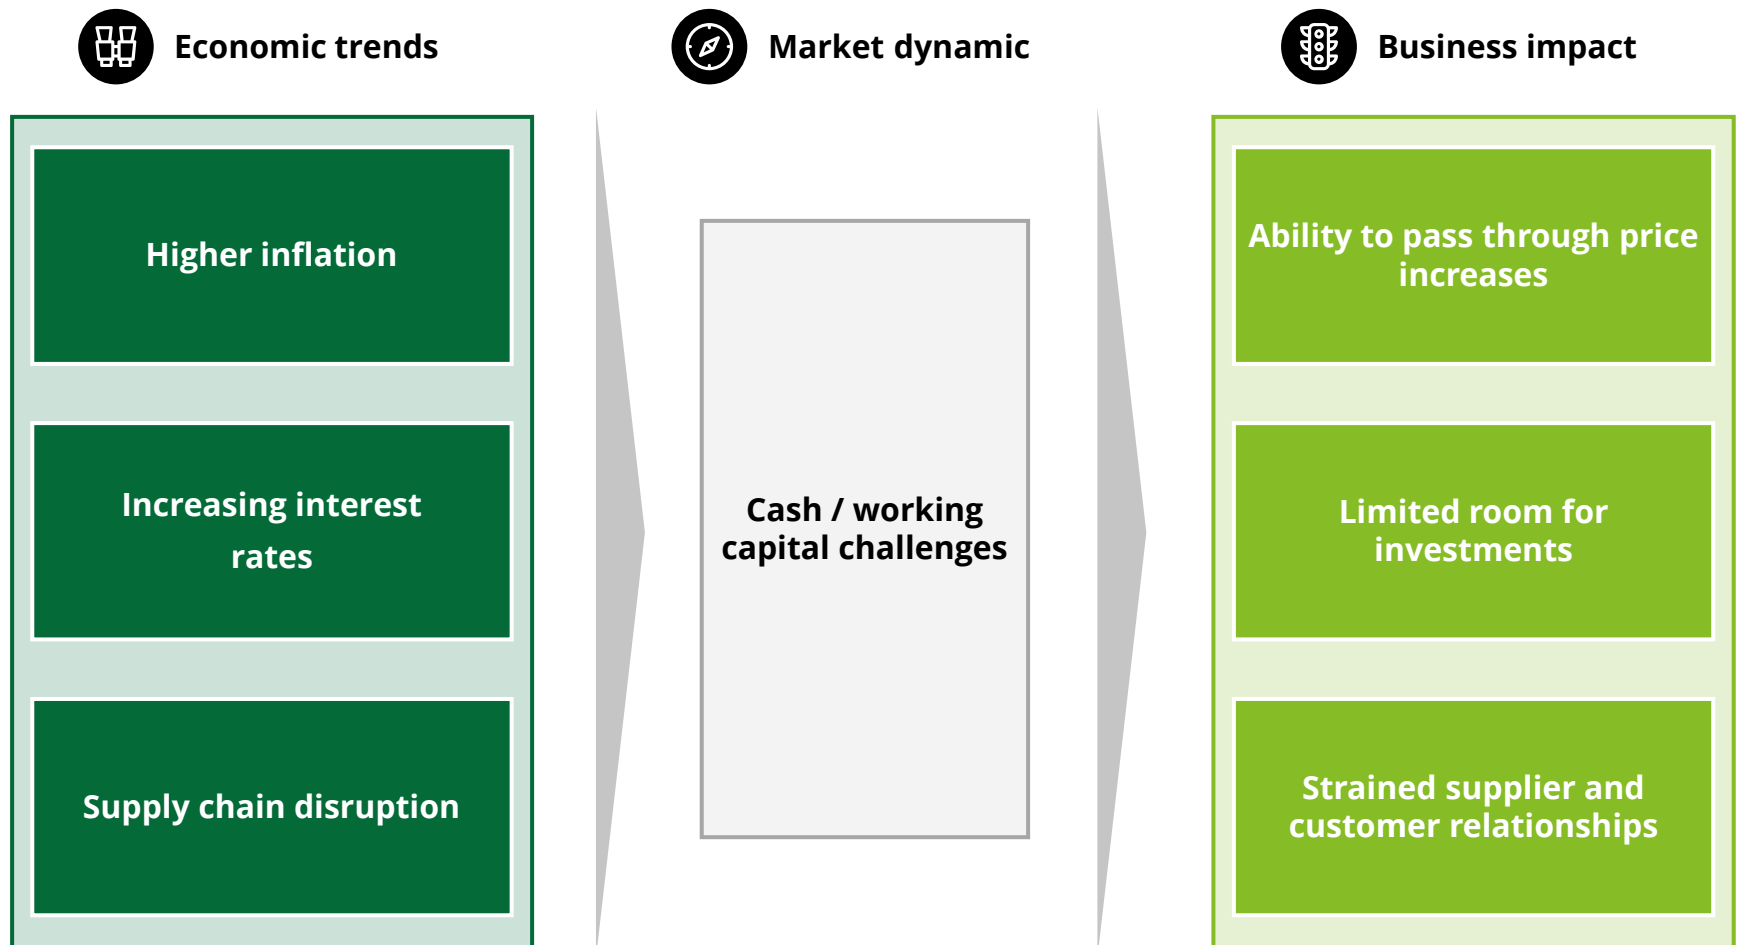 Economic trends
Market dynamic
Business impact
Higher inflation
Increasing interest
rates
Supply chain disruption
Cash / working
capital challenges
Ability to pass through price
increases
Limited room for
investments
Strained supplier and
customer relationships